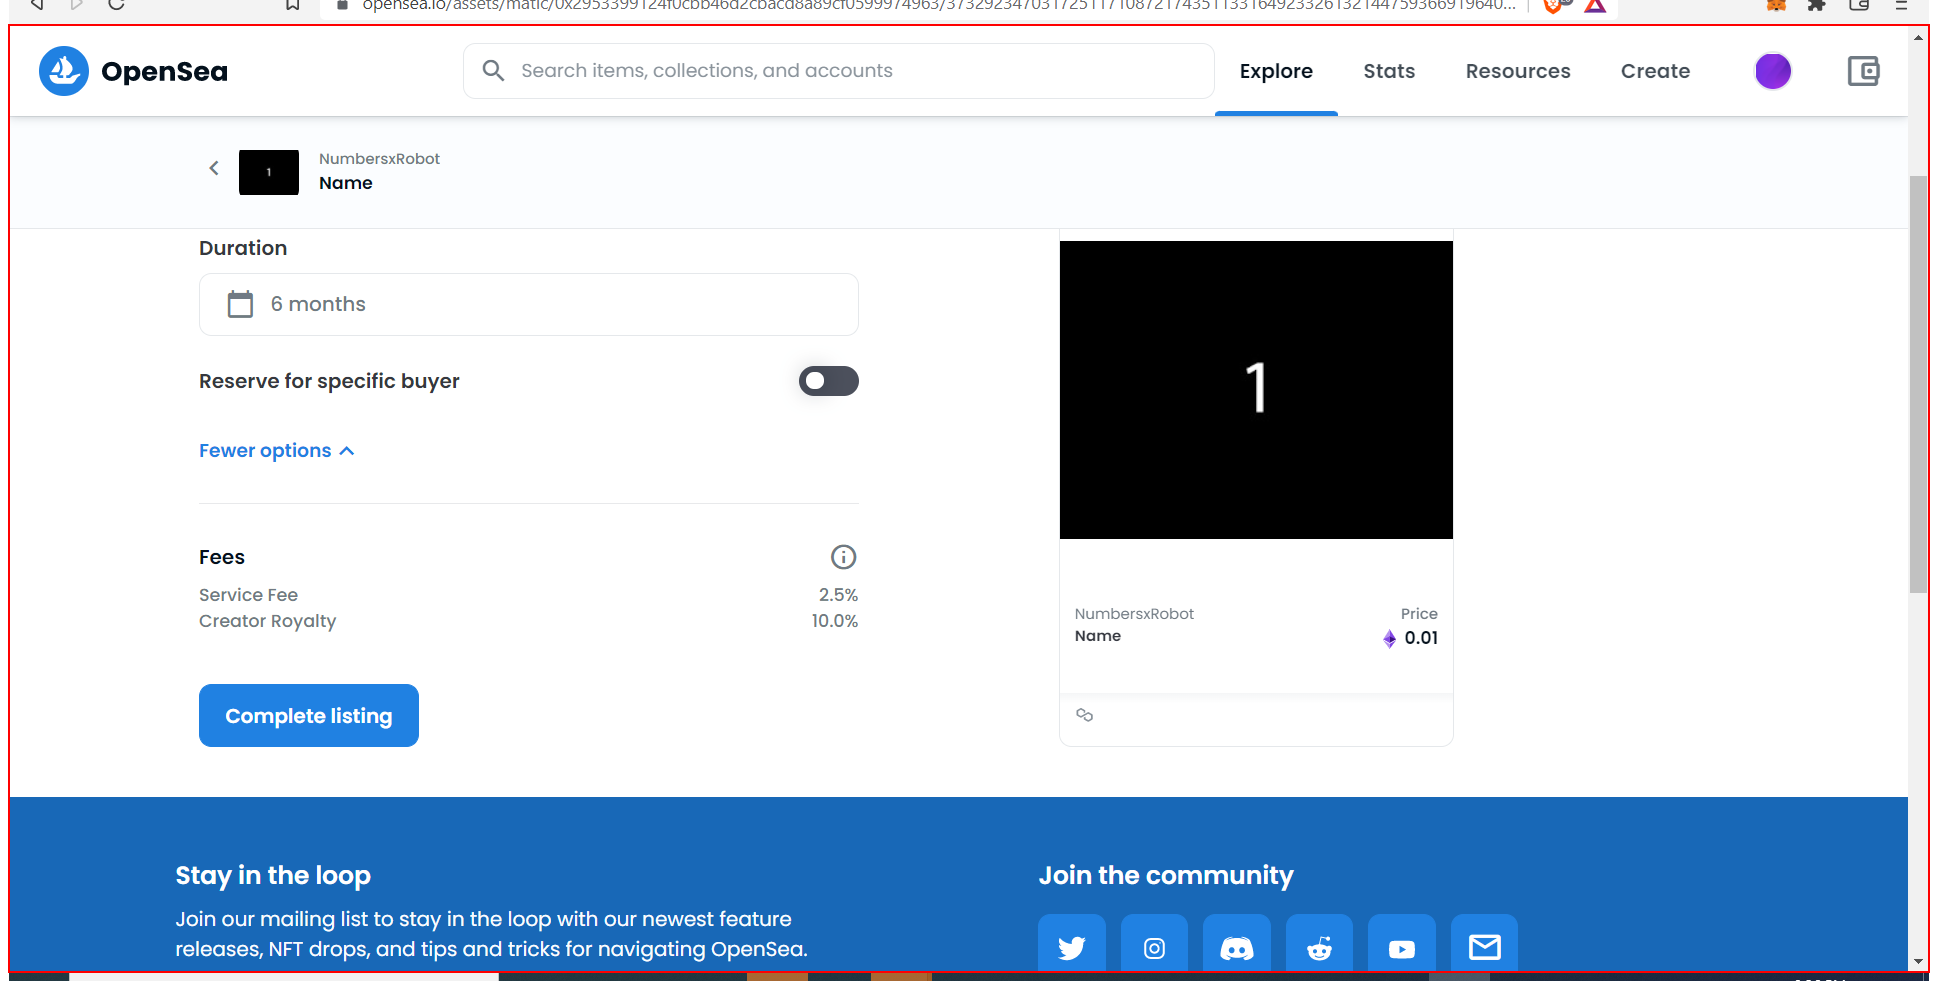 opensea.io/assets/matic/0x2953399124f0cbb46d2cbacd8a89cf0599974963/37329234703172511710872174351133164923326132144759366919640...
OpenSea
Search items, collections, and accounts
Explore
Stats
Resources
Create
NumbersxRobot
Name
1
Duration
6 months
Reserve for specific buyer
Fewer options
Fees
Service Fee 2.5%
Creator Royalty 10.0%
Complete listing
1
NumbersxRobot Price
Name 0.01
Stay in the loop
Join our mailing list to stay in the loop with our newest feature
releases, NFT drops, and tips and tricks for navigating OpenSea.
Join the community